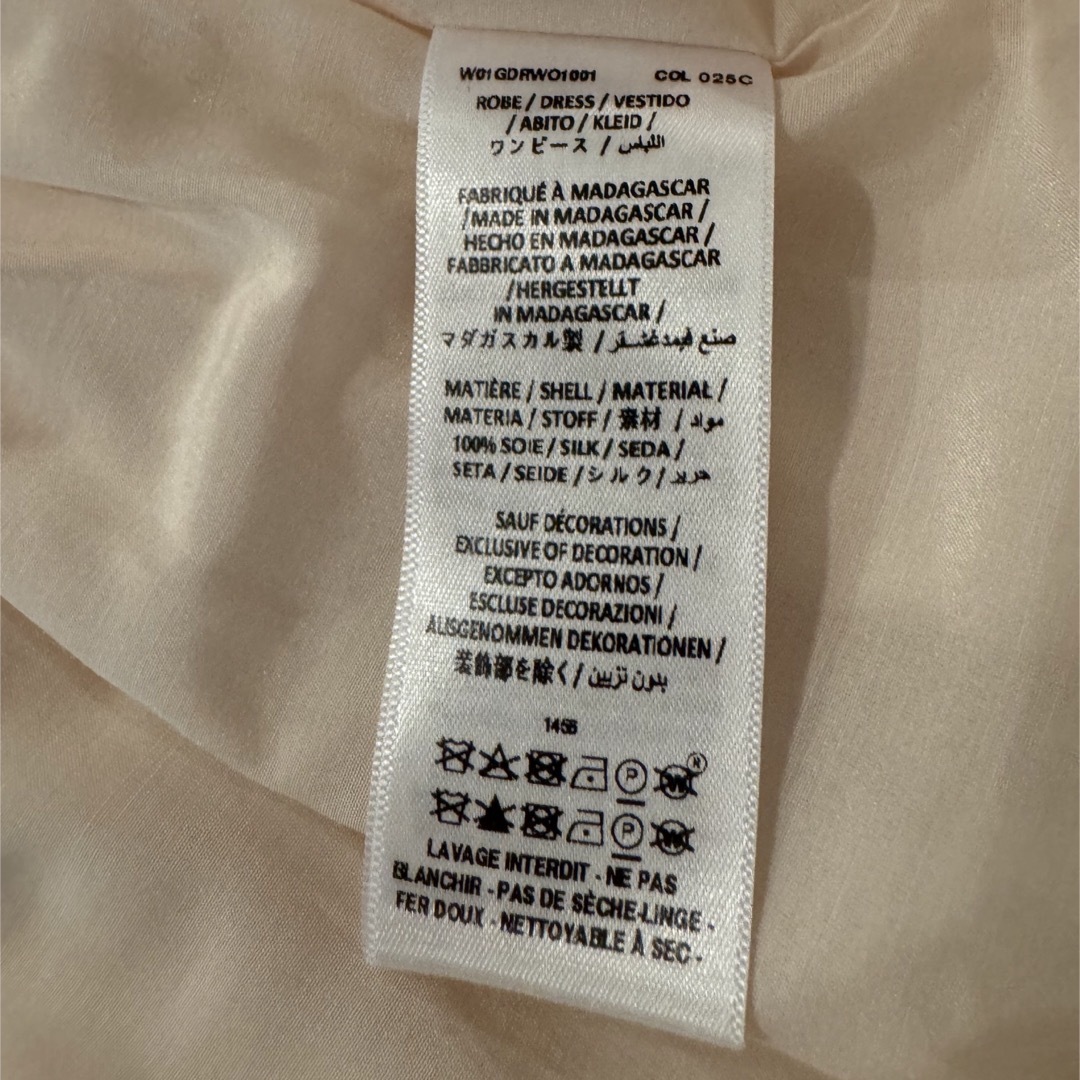 W01GDRWO1001 COL 025C
ROBE / DRESS / VESTIDO
/ ABITO / KLEID /
ワンピース / اللباس
FABRIQUÉ À MADAGASCAR
/MADE IN MADAGASCAR /
HECHO EN MADAGASCAR /
FABBRICATO A MADAGASCAR
/HERGESTELLT
IN MADAGASCAR /
マダガスカル製 / صنع فيمدغشقر
MATIÈRE / SHELL / MATERIAL /
MATERIA / STOFF / 素材 / مواد
100% SOIE / SILK / SEDA /
SETA / SEIDE / シルク / حرير
SAUF DÉCORATIONS /
EXCLUSIVE OF DECORATION /
EXCEPTO ADORNOS /
ESCLUSE DECORAZIONI /
AUSGENOMMEN DEKORATIONEN /
装飾部を除く / بدون تزيين
1456
P W ®
P W
LAVAGE INTERDIT - NE PAS
BLANCHIR - PAS DE SÈCHE-LINGE -
FER DOUX - NETTOYABLE À SEC -